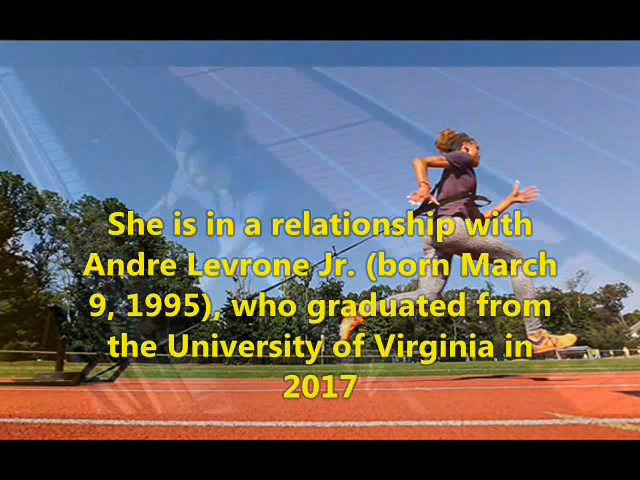 She is in a relationship with
Andre Levrone Jr. (born March
9, 1995), who graduated from
the University of Virginia in
2017